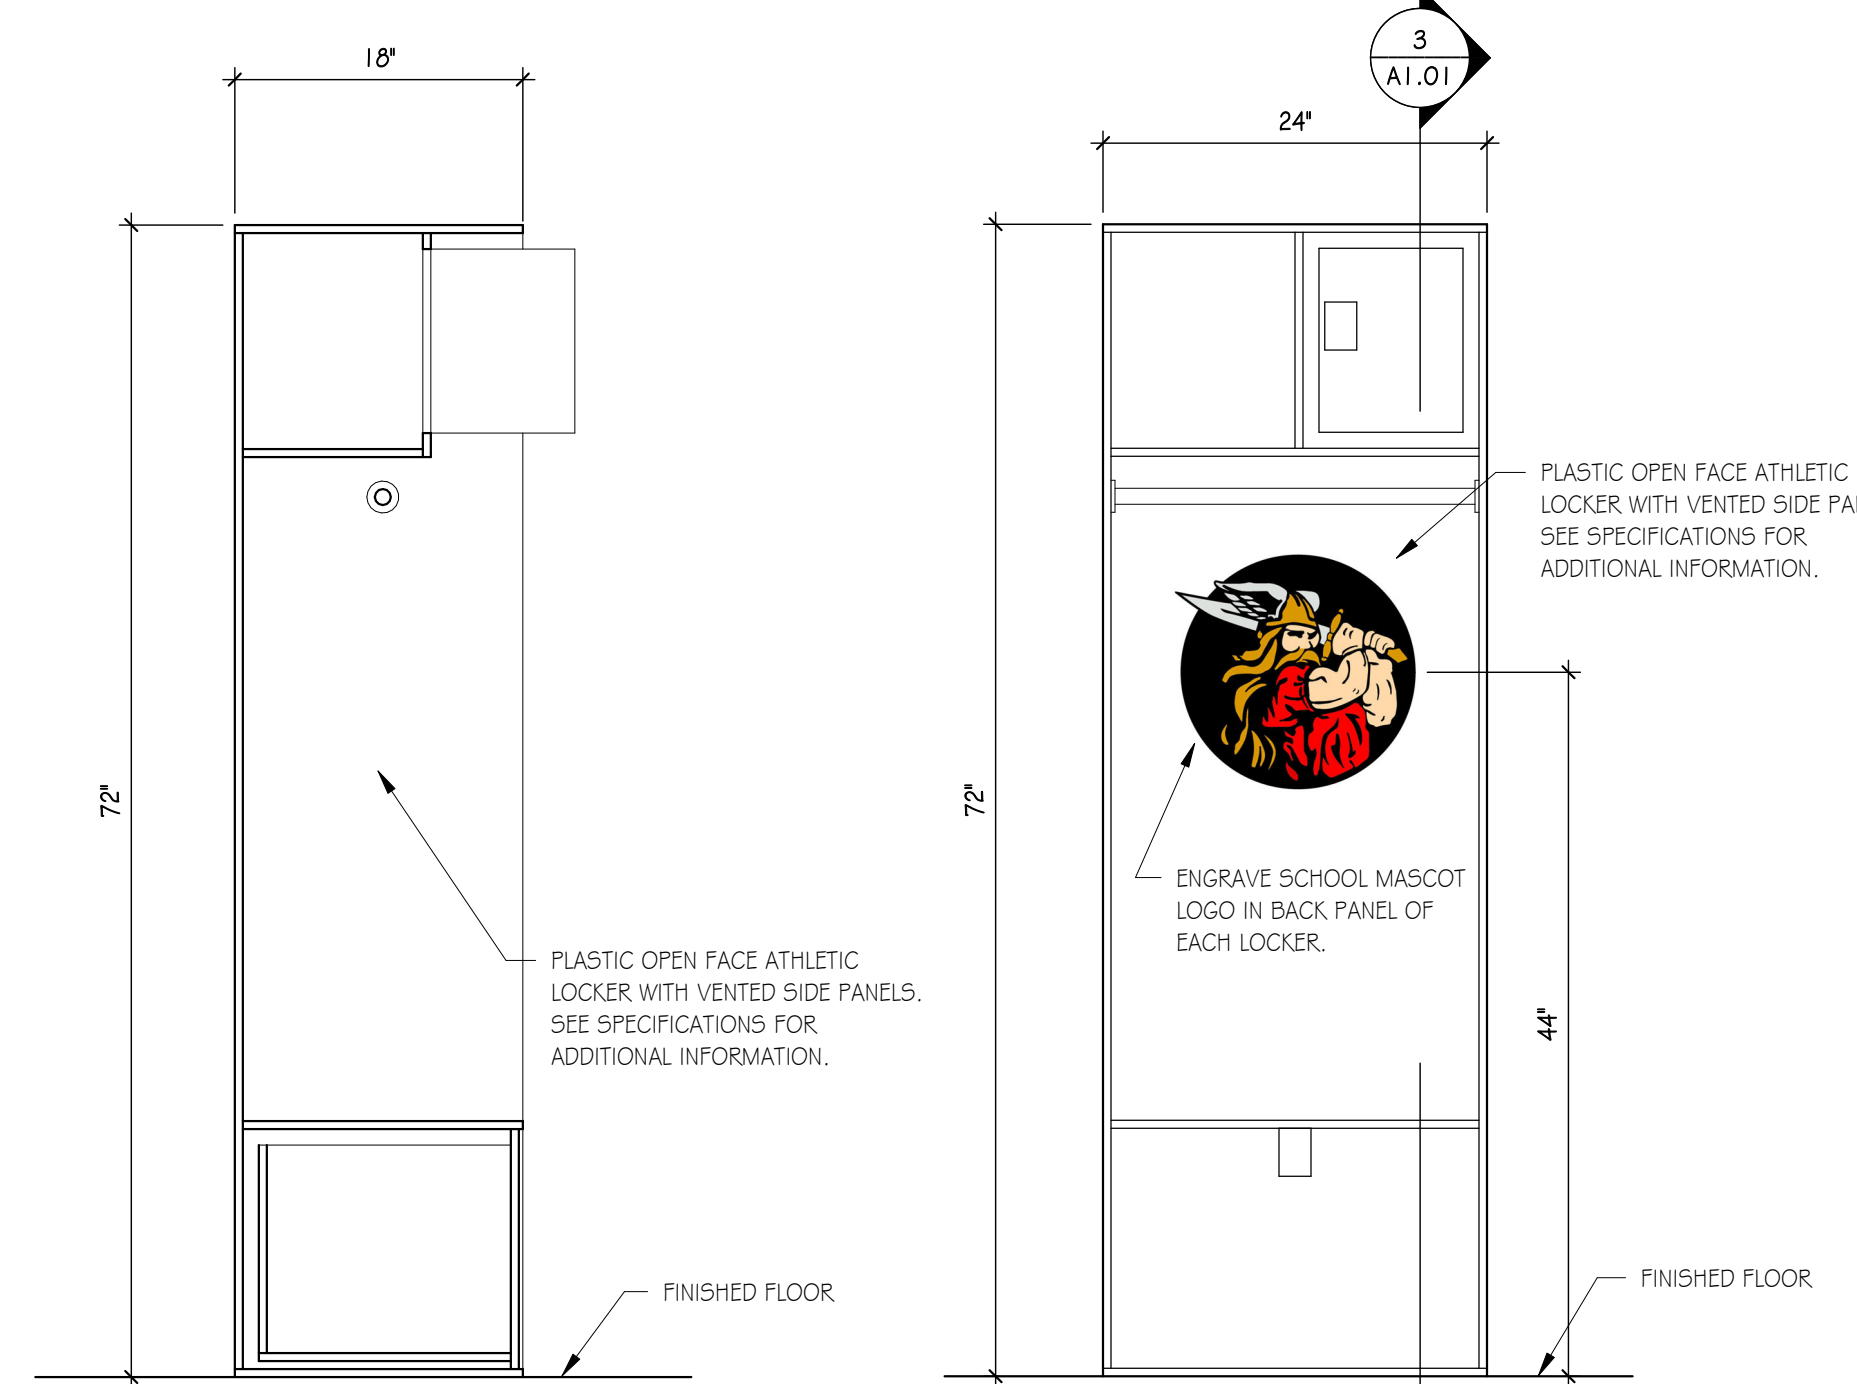 18"
3
A1.01
24"
72"
PLASTIC OPEN FACE ATHLETIC
LOCKER WITH VENTED SIDE PANELS.
SEE SPECIFICATIONS FOR
ADDITIONAL INFORMATION.
FINISHED FLOOR
72"
PLASTIC OPEN FACE ATHLETIC
LOCKER WITH VENTED SIDE
SEE SPECIFICATIONS FOR
ADDITIONAL INFORMATION.
ENGRAVE SCHOOL MASCOT
LOGO IN BACK PANEL OF
EACH LOCKER.
44"
FINISHED FLOOR